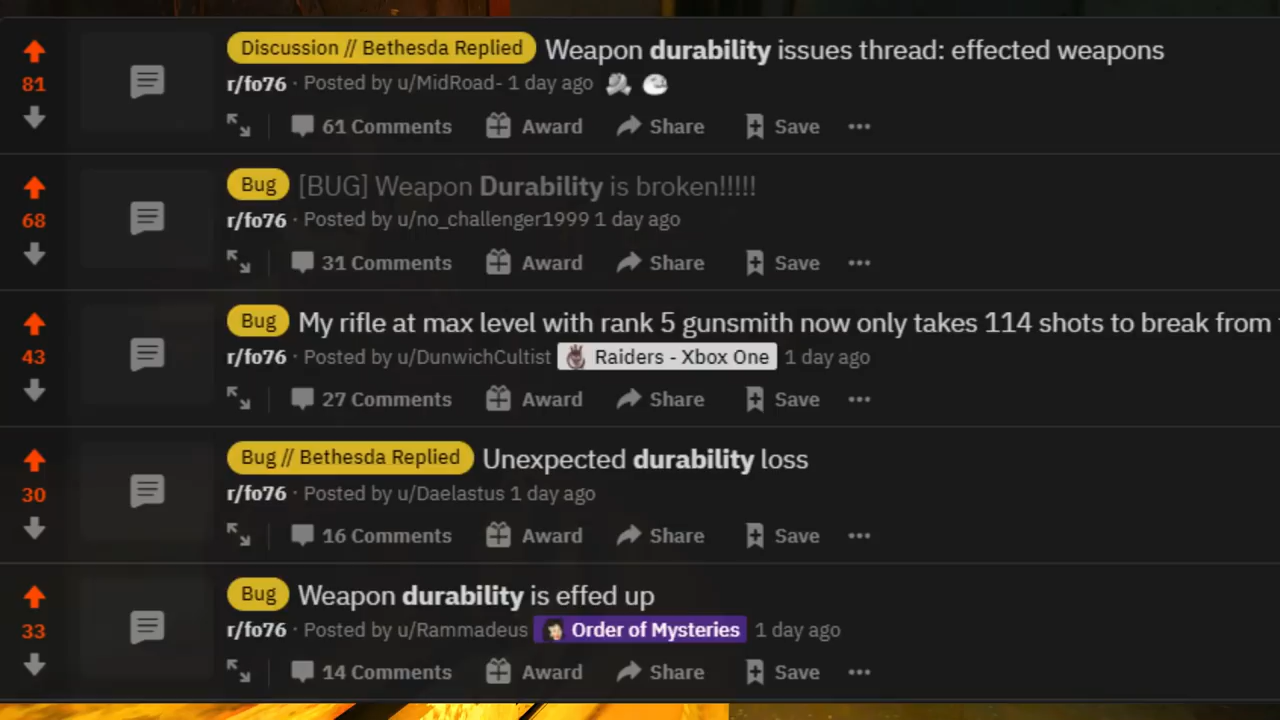 Discussion // Bethesda Replied Weapon durability issues thread: effected weapons
81
r/fo76 · Posted by u/MidRoad- 1 day ago
61 Comments Award Share Save
Bug [BUG] Weapon Durability is broken!!!!!
68
r/fo76 · Posted by u/no_challenger1999 1 day ago
31 Comments Award Share Save
Bug My rifle at max level with rank 5 gunsmith now only takes 114 shots to break from
43
r/fo76 · Posted by u/DunwichCultist Raiders - Xbox One 1 day ago
27 Comments Award Share Save
Bug // Bethesda Replied Unexpected durability loss
30
r/fo76 · Posted by u/Daelastus 1 day ago
16 Comments Award Share Save
Bug Weapon durability is effed up
33
r/fo76 · Posted by u/Rammadeus Order of Mysteries 1 day ago
14 Comments Award Share Save